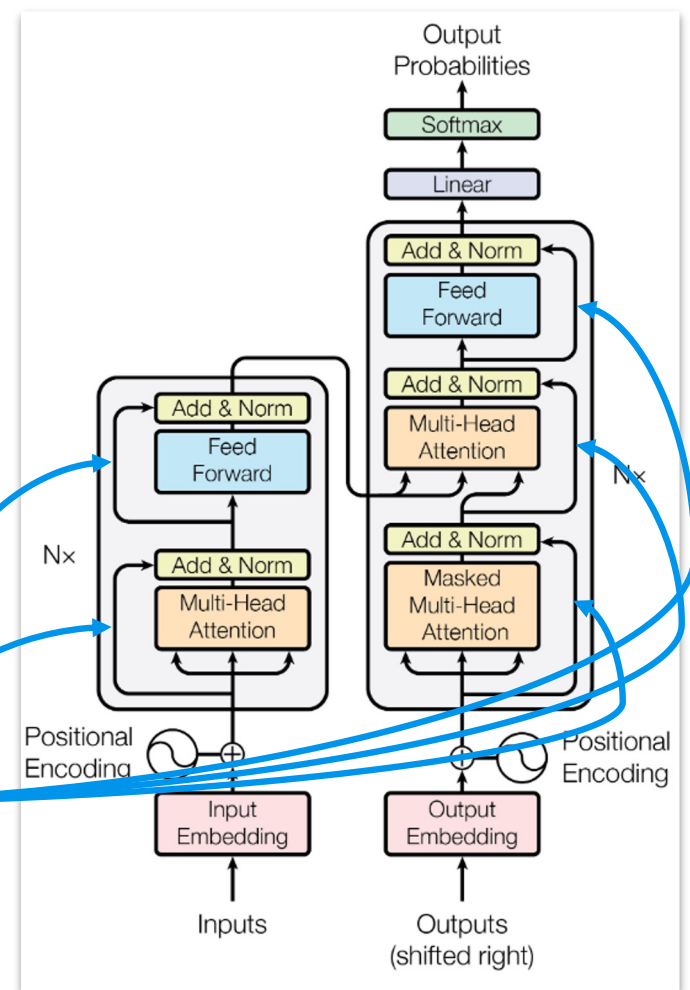 Output
Probabilities
Softmax
Linear
Add & Norm
Feed
Forward
Add & Norm
Multi-Head
Attention
Nx
Add & Norm
Masked
Multi-Head
Attention
Add & Norm
Feed
Forward
N×
Add & Norm
Multi-Head
Attention
Positional
Encoding
Positional
Encoding
Input
Embedding
Output
Embedding
Inputs
Outputs
(shifted right)